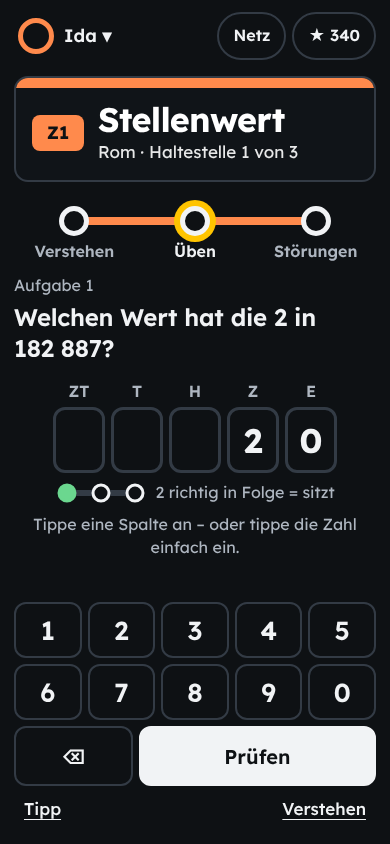 Ida ▾
Netz
★ 340
Z1
Stellenwert
Rom · Haltestelle 1 von 3
Verstehen
Üben
Störungen
Aufgabe 1
Welchen Wert hat die 2 in
182 887?
ZT T H Z E
2 0
2 richtig in Folge = sitzt
Tippe eine Spalte an – oder tippe die Zahl
einfach ein.
1 2 3 4 5
6 7 8 9 0
Prüfen
Tipp
Verstehen